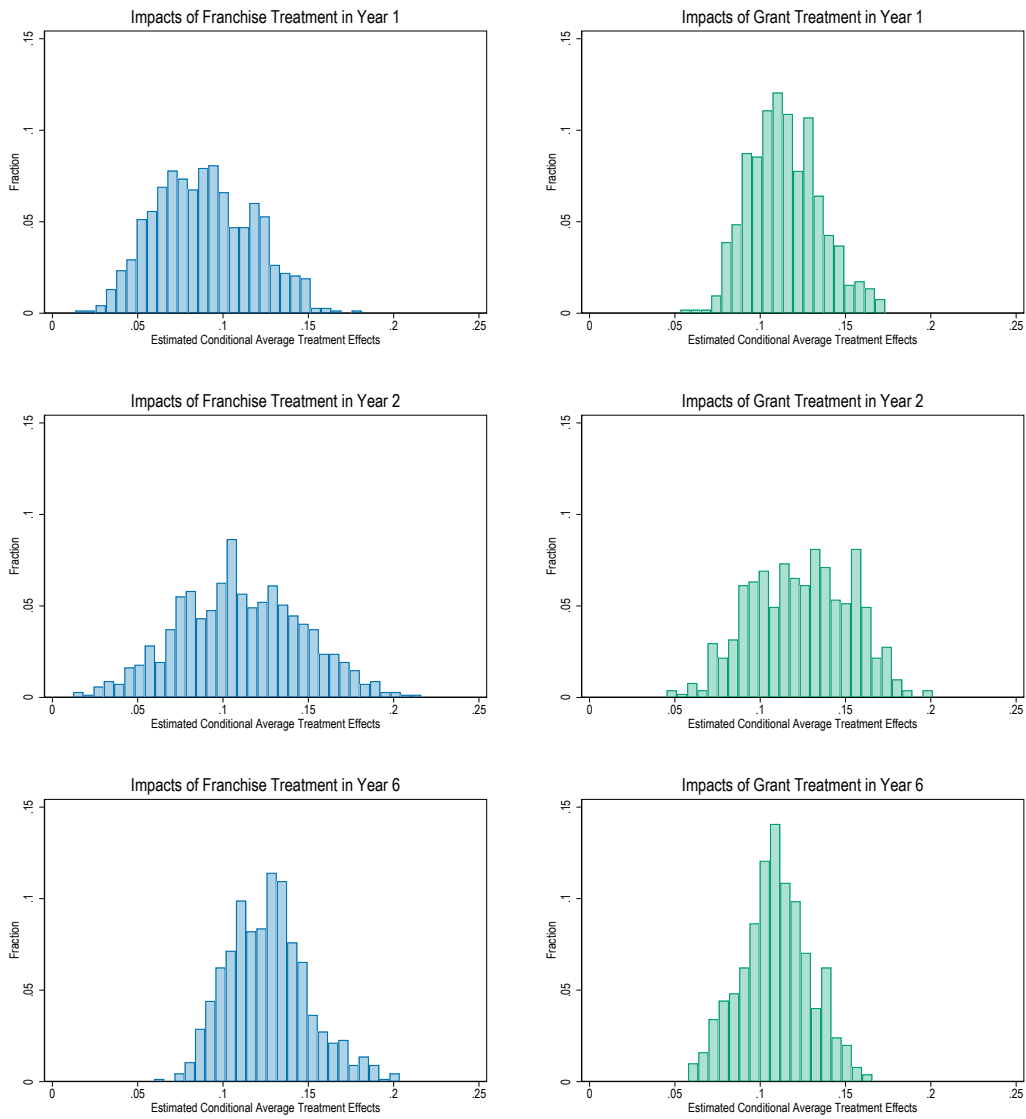 Impacts of Franchise Treatment in Year 1
.15
.1
.05
0
Fraction
0 .05 .1 .15 .2 .25
Estimated Conditional Average Treatment Effects
Impacts of Grant Treatment in Year 1
.15
.1
.05
0
Fraction
0 .05 .1 .15 .2 .25
Estimated Conditional Average Treatment Effects
Impacts of Franchise Treatment in Year 2
.15
.1
.05
0
Fraction
0 .05 .1 .15 .2 .25
Estimated Conditional Average Treatment Effects
Impacts of Grant Treatment in Year 2
.15
.1
.05
0
Fraction
0 .05 .1 .15 .2 .25
Estimated Conditional Average Treatment Effects
Impacts of Franchise Treatment in Year 6
.15
.1
.05
0
Fraction
0 .05 .1 .15 .2 .25
Estimated Conditional Average Treatment Effects
Impacts of Grant Treatment in Year 6
.15
.1
.05
0
Fraction
0 .05 .1 .15 .2 .25
Estimated Conditional Average Treatment Effects